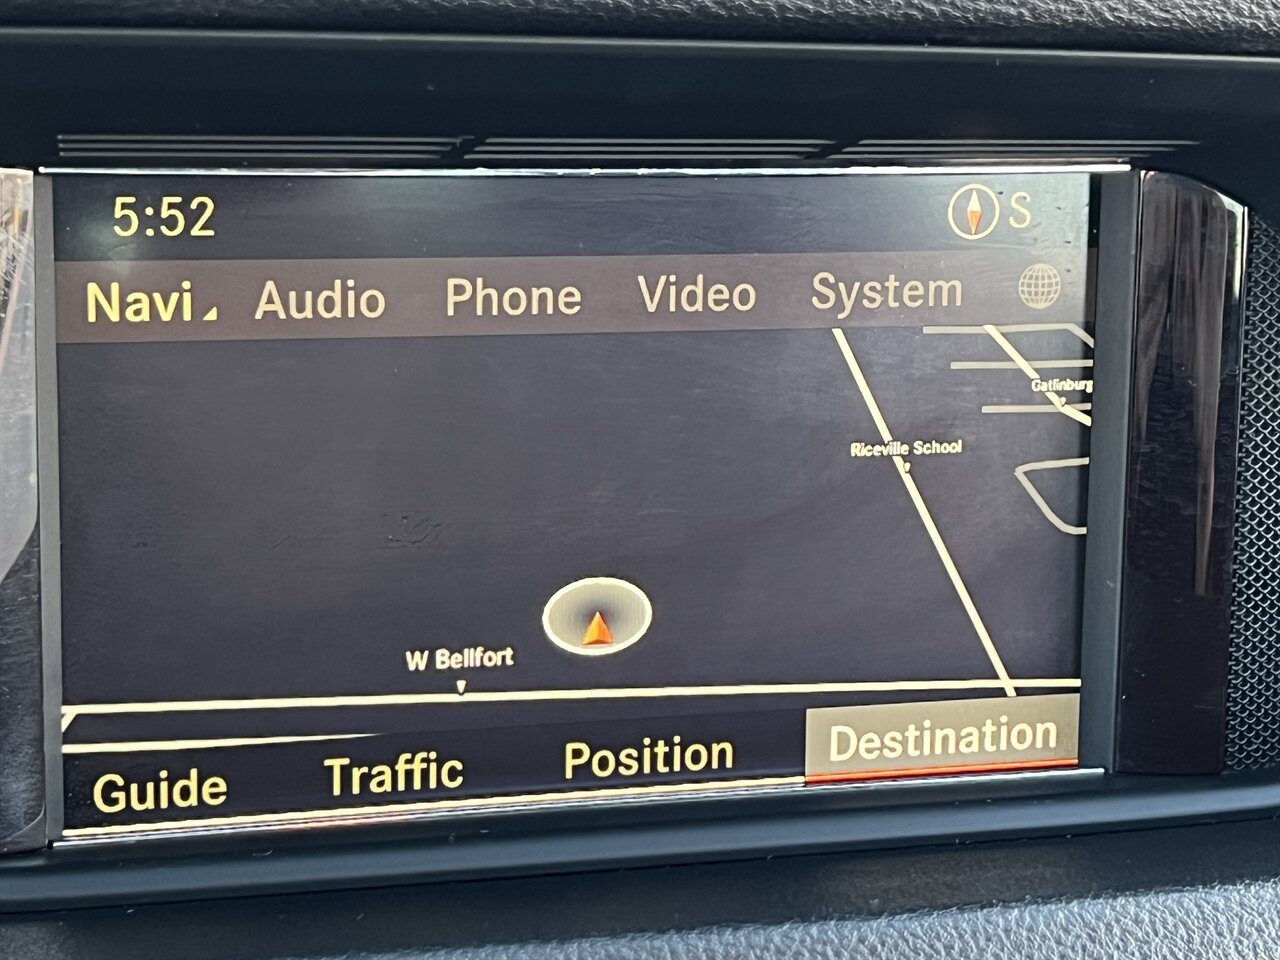 5:52 S
Navi Audio Phone Video System
Gatlinburg
Riceville School
W Bellfort
Guide Traffic Position Destination